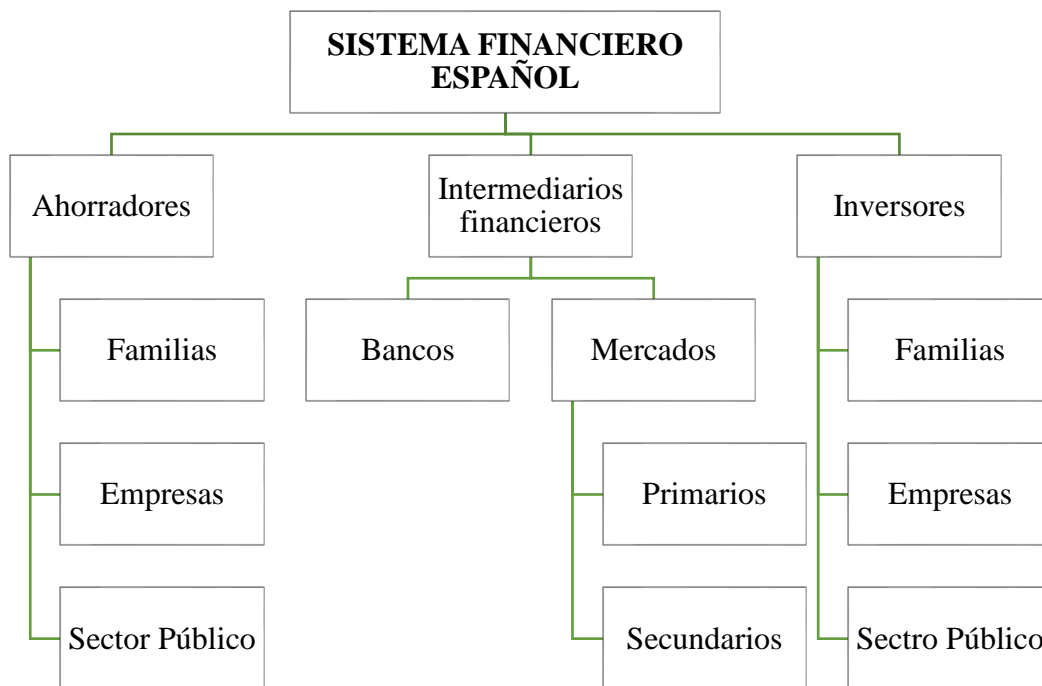 SISTEMA FINANCIERO
ESPAÑOL
Ahorradores
Intermediarios
financieros
Inversores
Familias
Bancos
Mercados
Familias
Empresas
Primarios
Empresas
Sector Público
Secundarios
Sectro Público